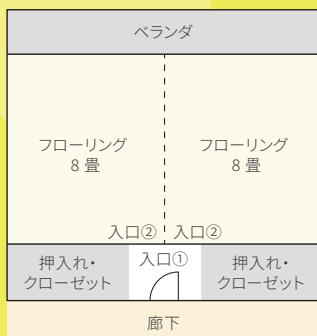 ベランダ
フローリング フローリング
8 畳 8 畳
入口② 入口②
押入れ・ 入口① 押入れ・
クローゼット クローゼット
廊下